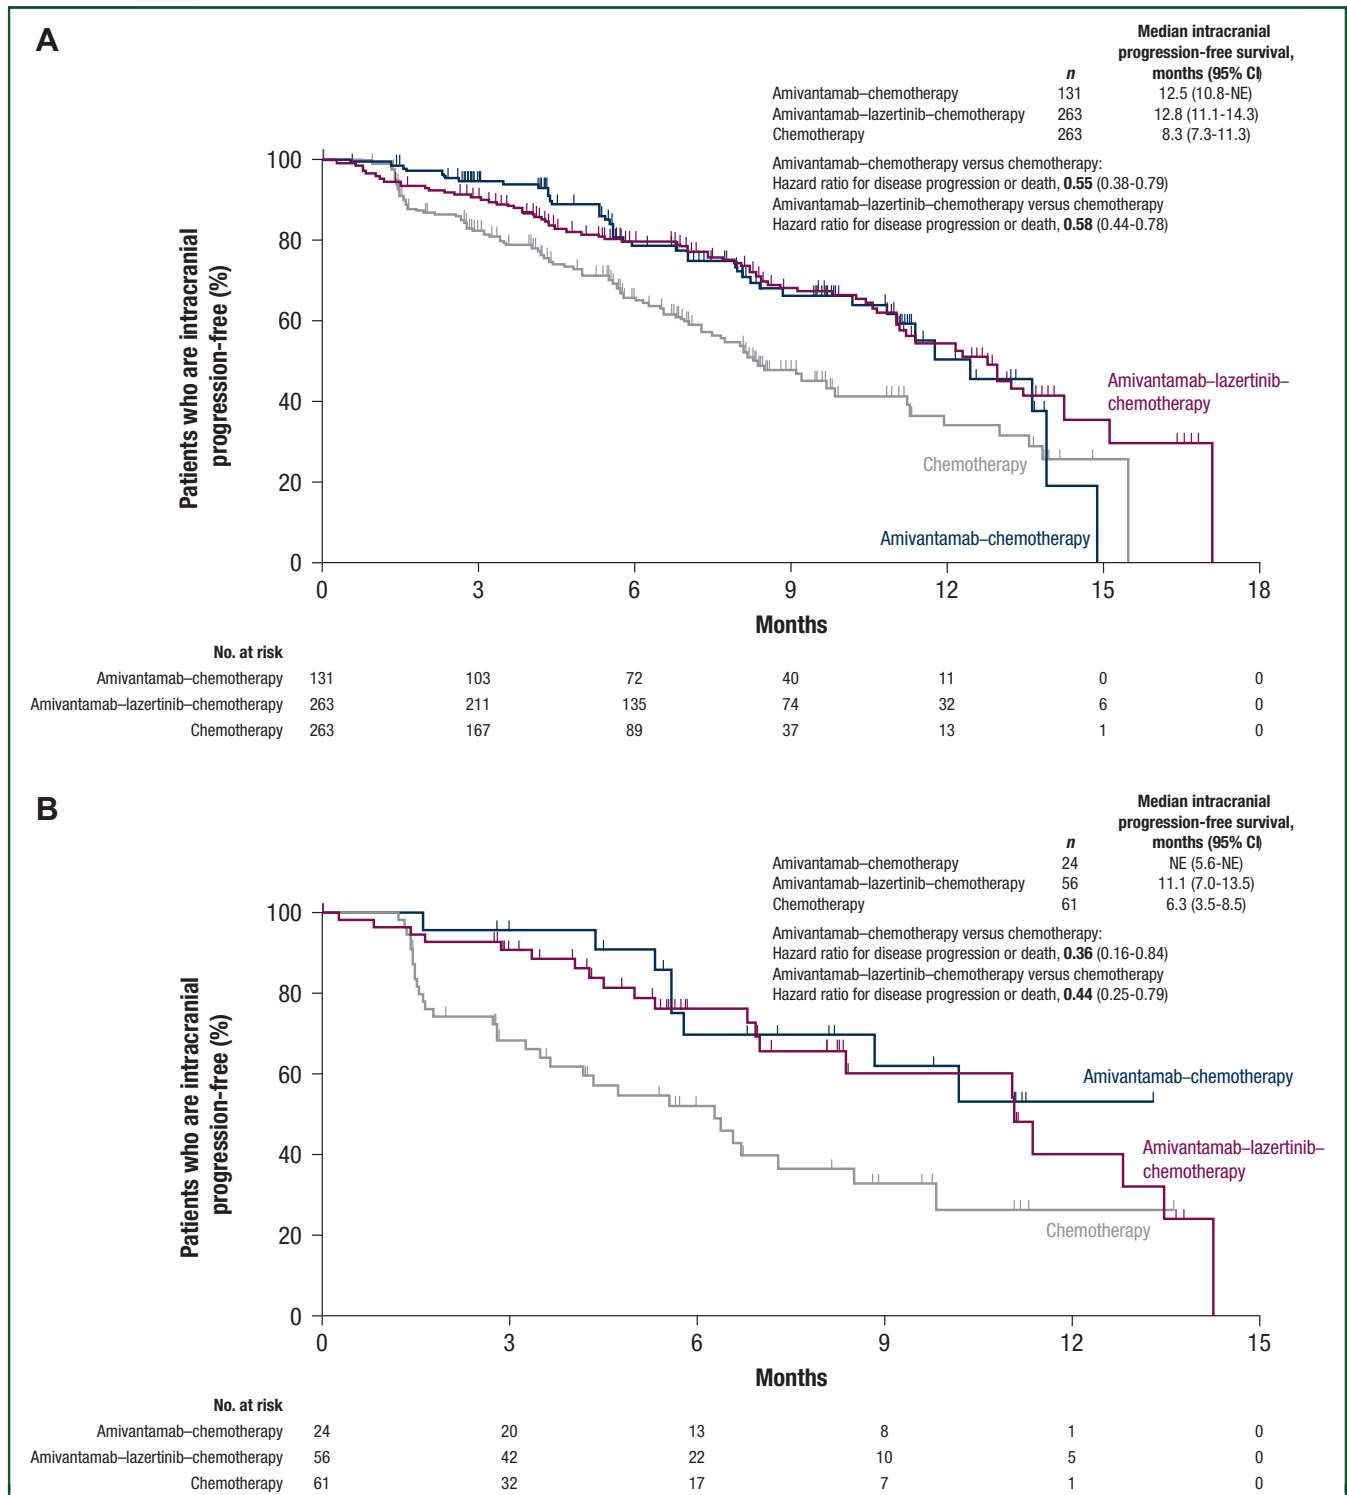 A
Median intracranial
progression-free survival,
n months (95% CI)
Amivantamab–chemotherapy 131 12.5 (10.8-NE)
Amivantamab–lazertinib–chemotherapy 263 12.8 (11.1-14.3)
Chemotherapy 263 8.3 (7.3-11.3)
Amivantamab–chemotherapy versus chemotherapy:
Hazard ratio for disease progression or death, 0.55 (0.38-0.79)
Amivantamab–lazertinib–chemotherapy versus chemotherapy
Hazard ratio for disease progression or death, 0.58 (0.44-0.78)
Patients who are intracranial
progression-free (%)
100
80
60
40
20
0
Amivantamab–lazertinib–
chemotherapy
Chemotherapy
Amivantamab–chemotherapy
0 3 6 9 12 15 18
Months
No. at risk
Amivantamab–chemotherapy 131 103 72 40 11 0 0
Amivantamab–lazertinib–chemotherapy 263 211 135 74 32 6 0
Chemotherapy 263 167 89 37 13 1 0
B
Median intracranial
progression-free survival,
n months (95% CI)
Amivantamab–chemotherapy 24 NE (5.6-NE)
Amivantamab–lazertinib–chemotherapy 56 11.1 (7.0-13.5)
Chemotherapy 61 6.3 (3.5-8.5)
Amivantamab–chemotherapy versus chemotherapy:
Hazard ratio for disease progression or death, 0.36 (0.16-0.84)
Amivantamab–lazertinib–chemotherapy versus chemotherapy
Hazard ratio for disease progression or death, 0.44 (0.25-0.79)
Patients who are intracranial
progression-free (%)
100
80
60
40
20
0
Amivantamab–chemotherapy
Amivantamab–lazertinib–
chemotherapy
Chemotherapy
0 3 6 9 12 15
Months
No. at risk
Amivantamab–chemotherapy 24 20 13 8 1 0
Amivantamab–lazertinib–chemotherapy 56 42 22 10 5 0
Chemotherapy 61 32 17 7 1 0